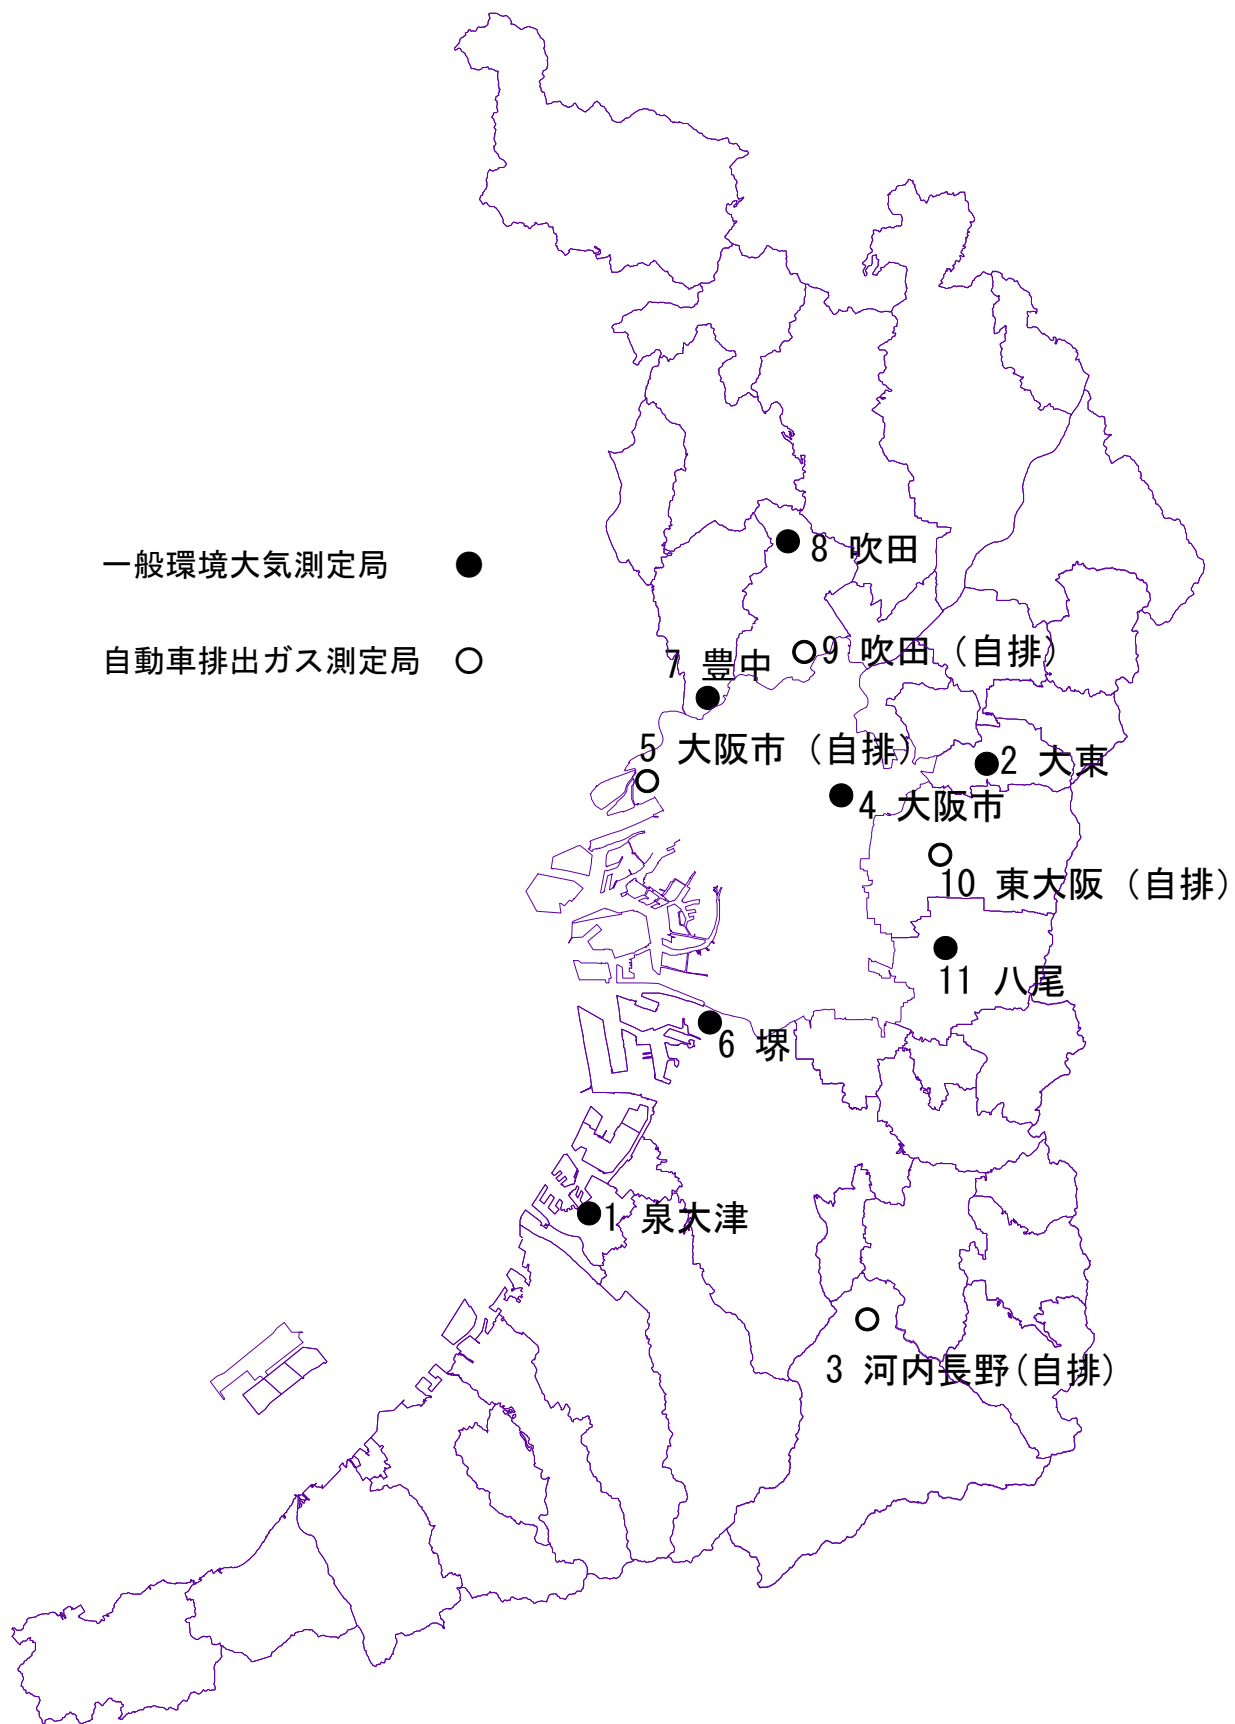 一般環境大気測定局 ●
自動車排出ガス測定局 ○
8 吹田
9 吹田（自排）
7 豊中
5 大阪市（自排）
2 大東
4 大阪市
10 東大阪（自排）
11 八尾
6 堺
1 泉大津
3 河内長野(自排)